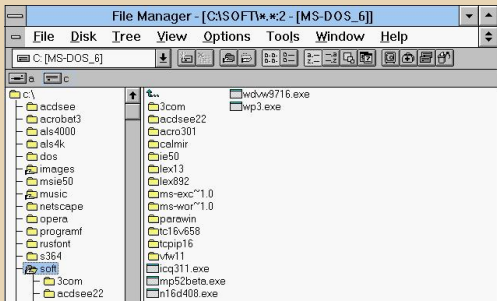 File Manager - [C:\SOFT\*.*:2 - [MS-DOS_6]]
File Disk Tree View Options Tools Window Help
C: [MS-DOS_6]
a c
c:\
acdsee
acrobat3
als4000
als4k
dos
images
msie50
music
netscape
opera
programf
rusfont
s364
soft
3com
acdsee22
..
3com
acdsee22
acro301
calmir
ie50
lex13
lex892
ms-exc~1.0
ms-wor~1.0
parawin
tc16v658
tcpip16
vfw11
icq311.exe
mp52beta.exe
n16d408.exe
wdvw9716.exe
wp3.exe